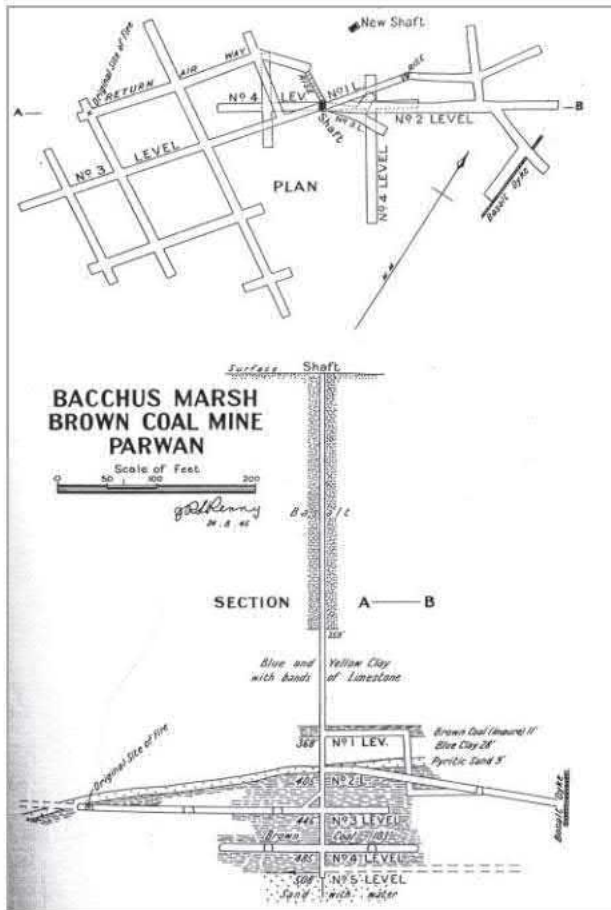 New Shaft
Original Site of fire
RETURN AIR WAY
RISE
RISE
A
Nº 4 LEV.
Nº 1 L
B
Shaft
Nº 2 LEVEL
Nº 3 LEVEL
PLAN
Nº 4 LEVEL
Basalt Dyke
Surface
Shaft
BACCHUS MARSH
BROWN COAL MINE
PARWAN
Scale of Feet
0 50 100 200
Basalt
SECTION A B
Blue and Yellow Clay
with bands of Limestone
Brown Coal (Impure) 11'
Blue Clay 28'
Pyritic Sand 5'
368' Nº 1 LEV.
Original Site of fire
Nº 2 L
Basalt Dyke
446' Nº 3 LEVEL
Brown Coal 103'
485' Nº 4 LEVEL
508' Nº 5 LEVEL
Sand with water